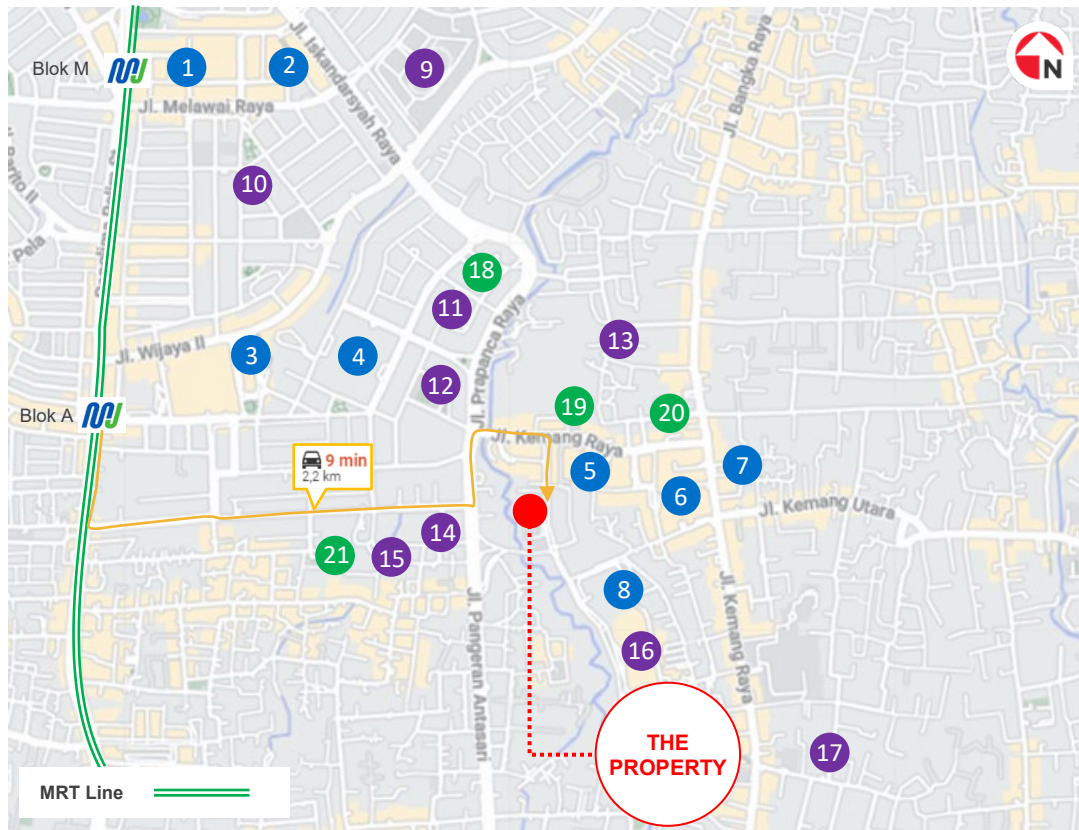 Jl. Iskandarsyah Raya
Blok M
1
2
9
N
Jl. Melawai Raya
Jl. Bangka Raya
10
Pela
18
11
Jl. Prapanca Raya
13
Jl. Wijaya II
3
4
12
Blok A
19
20
Jl. Kemang Raya
9 min
2,2 km
5
7
6
Jl. Kemang Utara
14
21
15
8
Jl. Pangeran Antasari
Jl. Kemang Raya
16
THE
PROPERTY
17
MRT Line